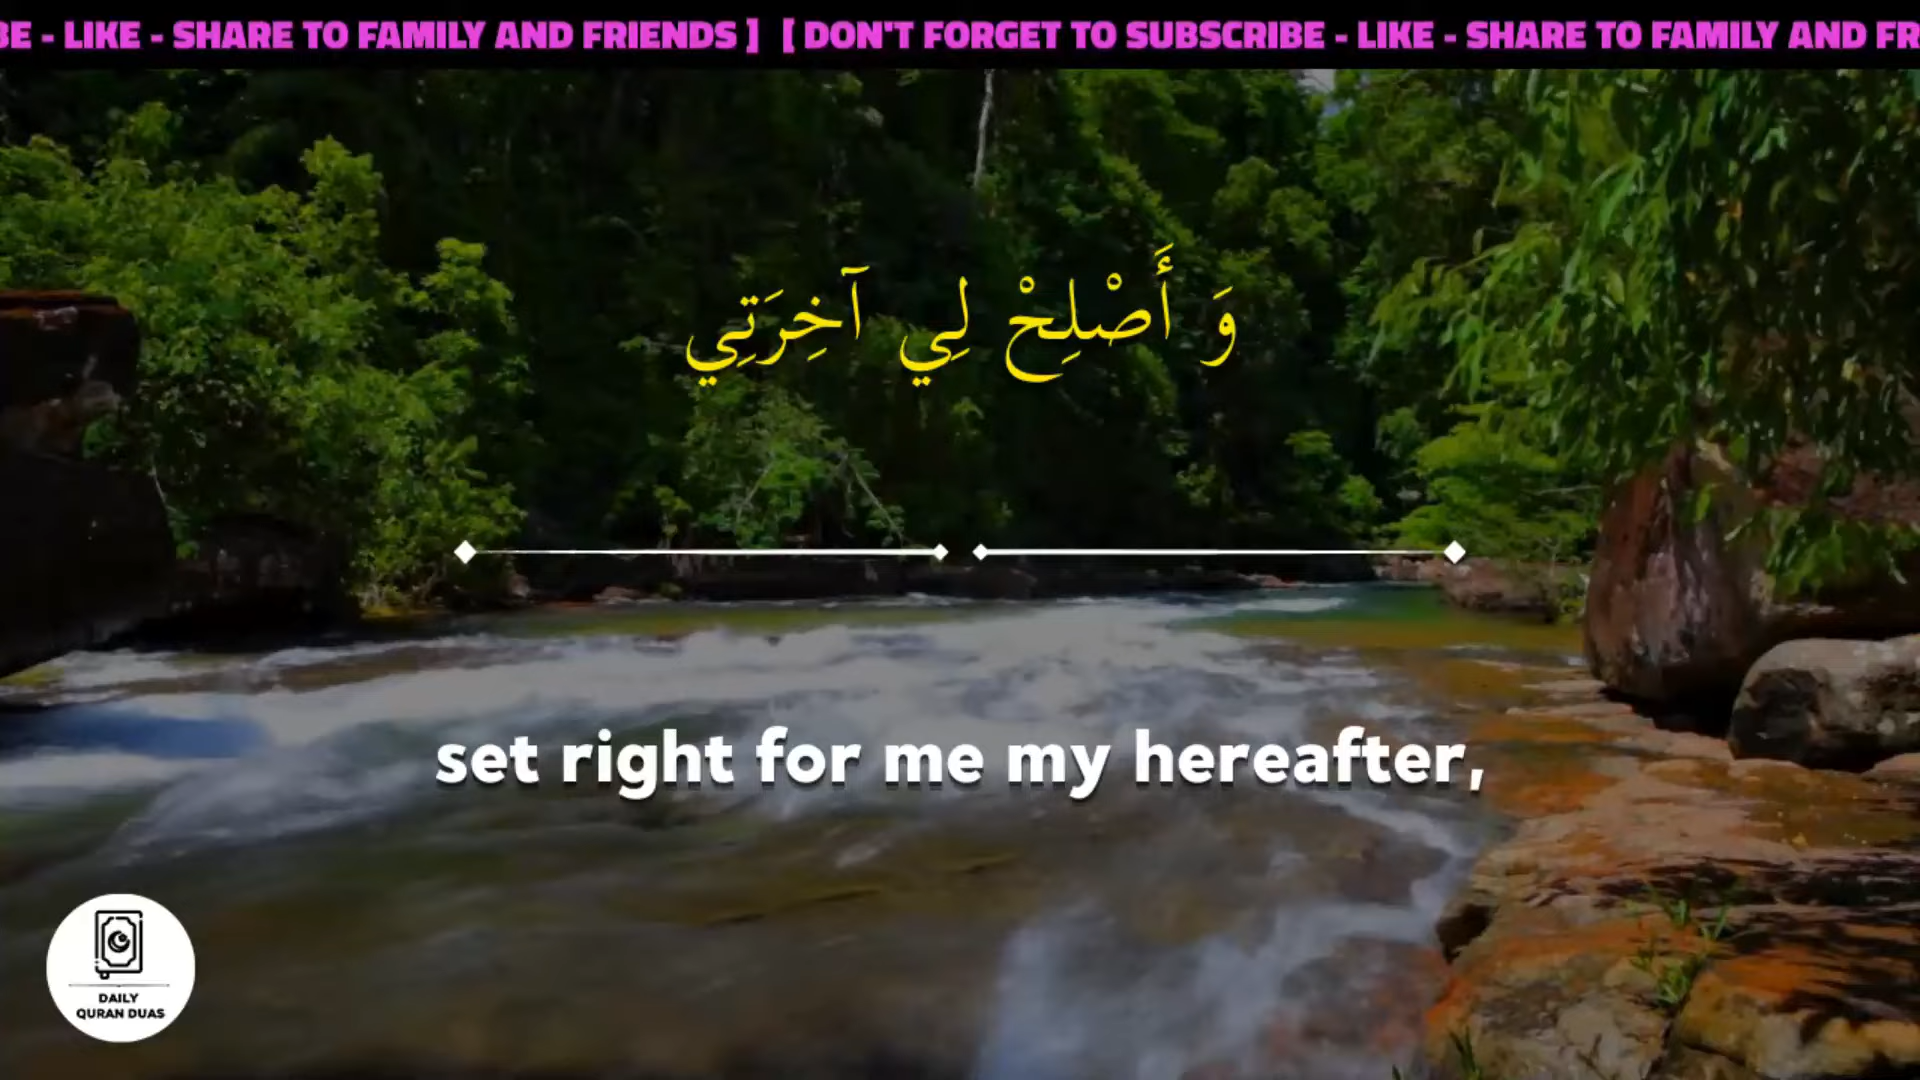 BE - LIKE - SHARE TO FAMILY AND FRIENDS ] [ DON'T FORGET TO SUBSCRIBE - LIKE - SHARE TO FAMILY AND FR
وَ أَصْلِحْ لِي آخِرَتِي
set right for me my hereafter,
DAILY
QURAN DUAS